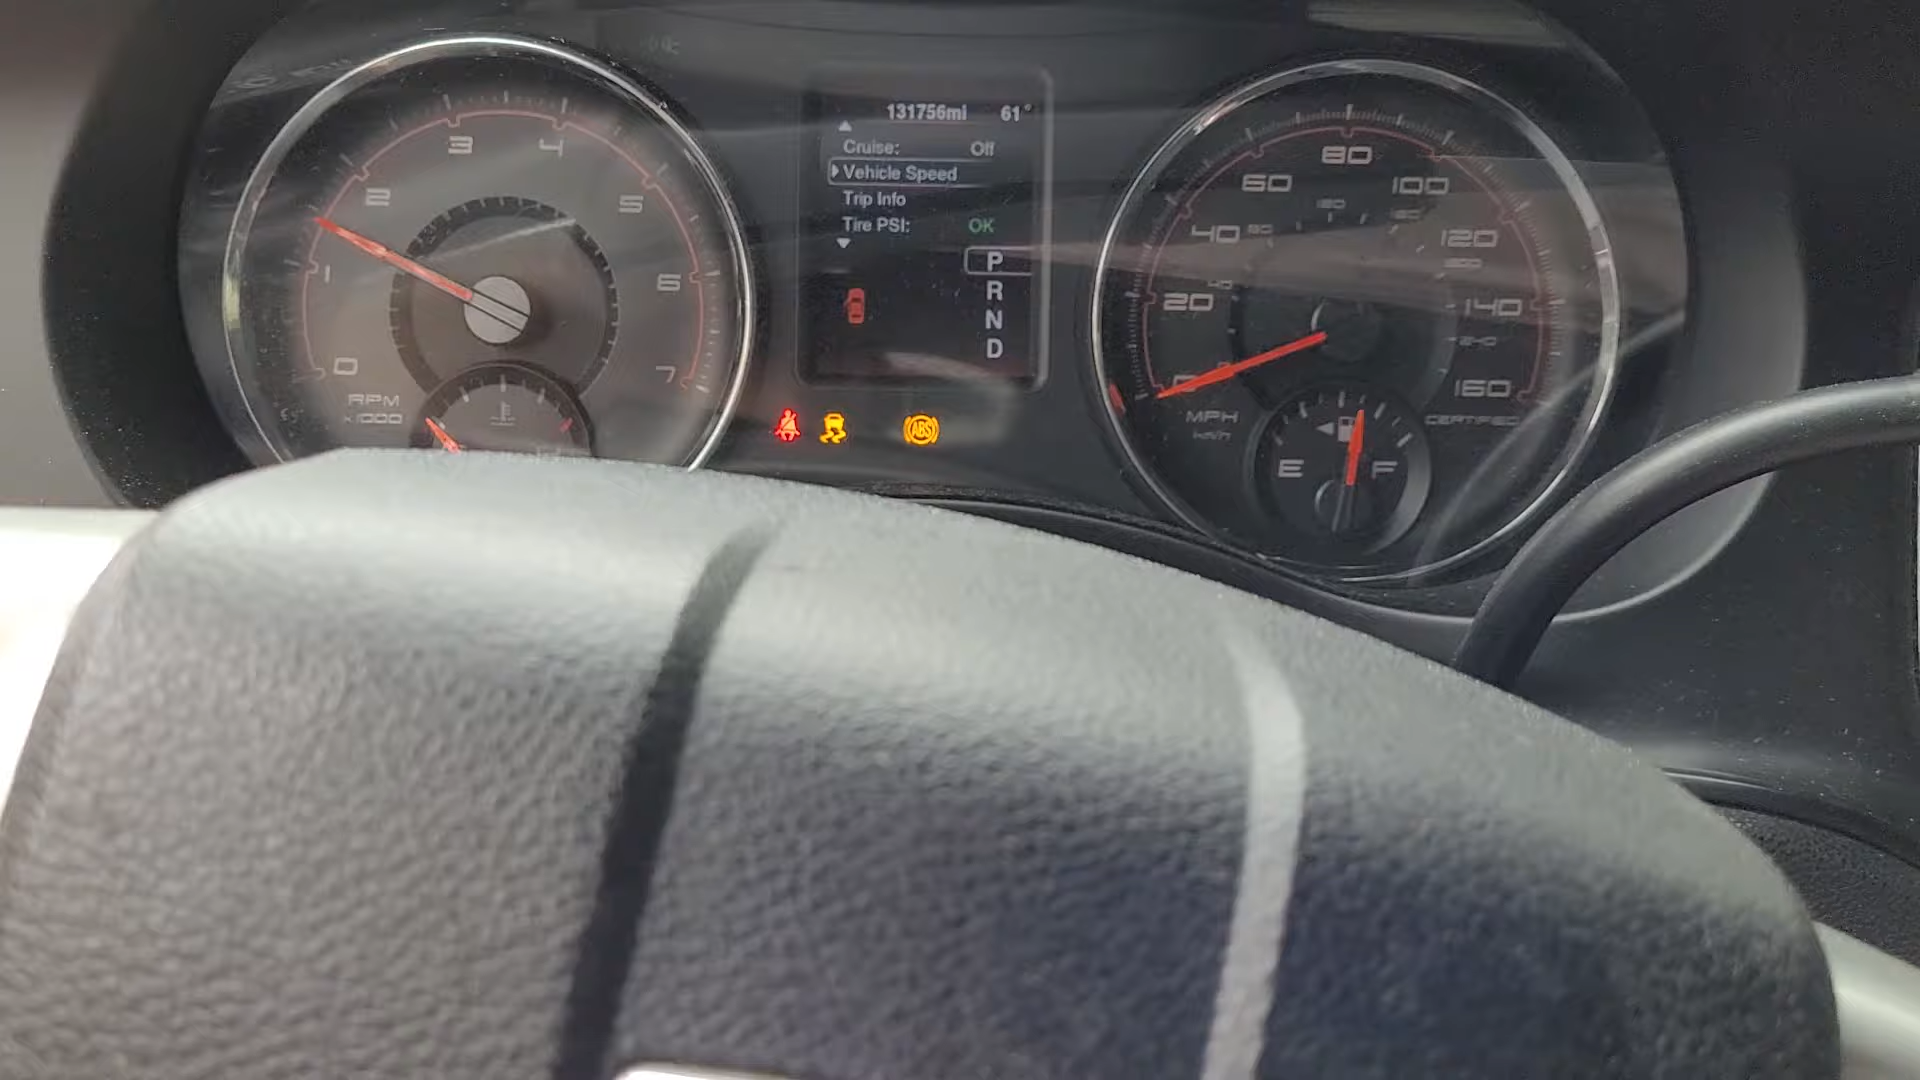 131756mi 61°
Cruise: Off
Vehicle Speed
Trip Info
Tire PSI: OK
P
R
N
D
0
1
2
3
4
5
6
7
RPM
x1000
ABS
20
40
60
80
100
120
140
160
MPH
km/h
E F